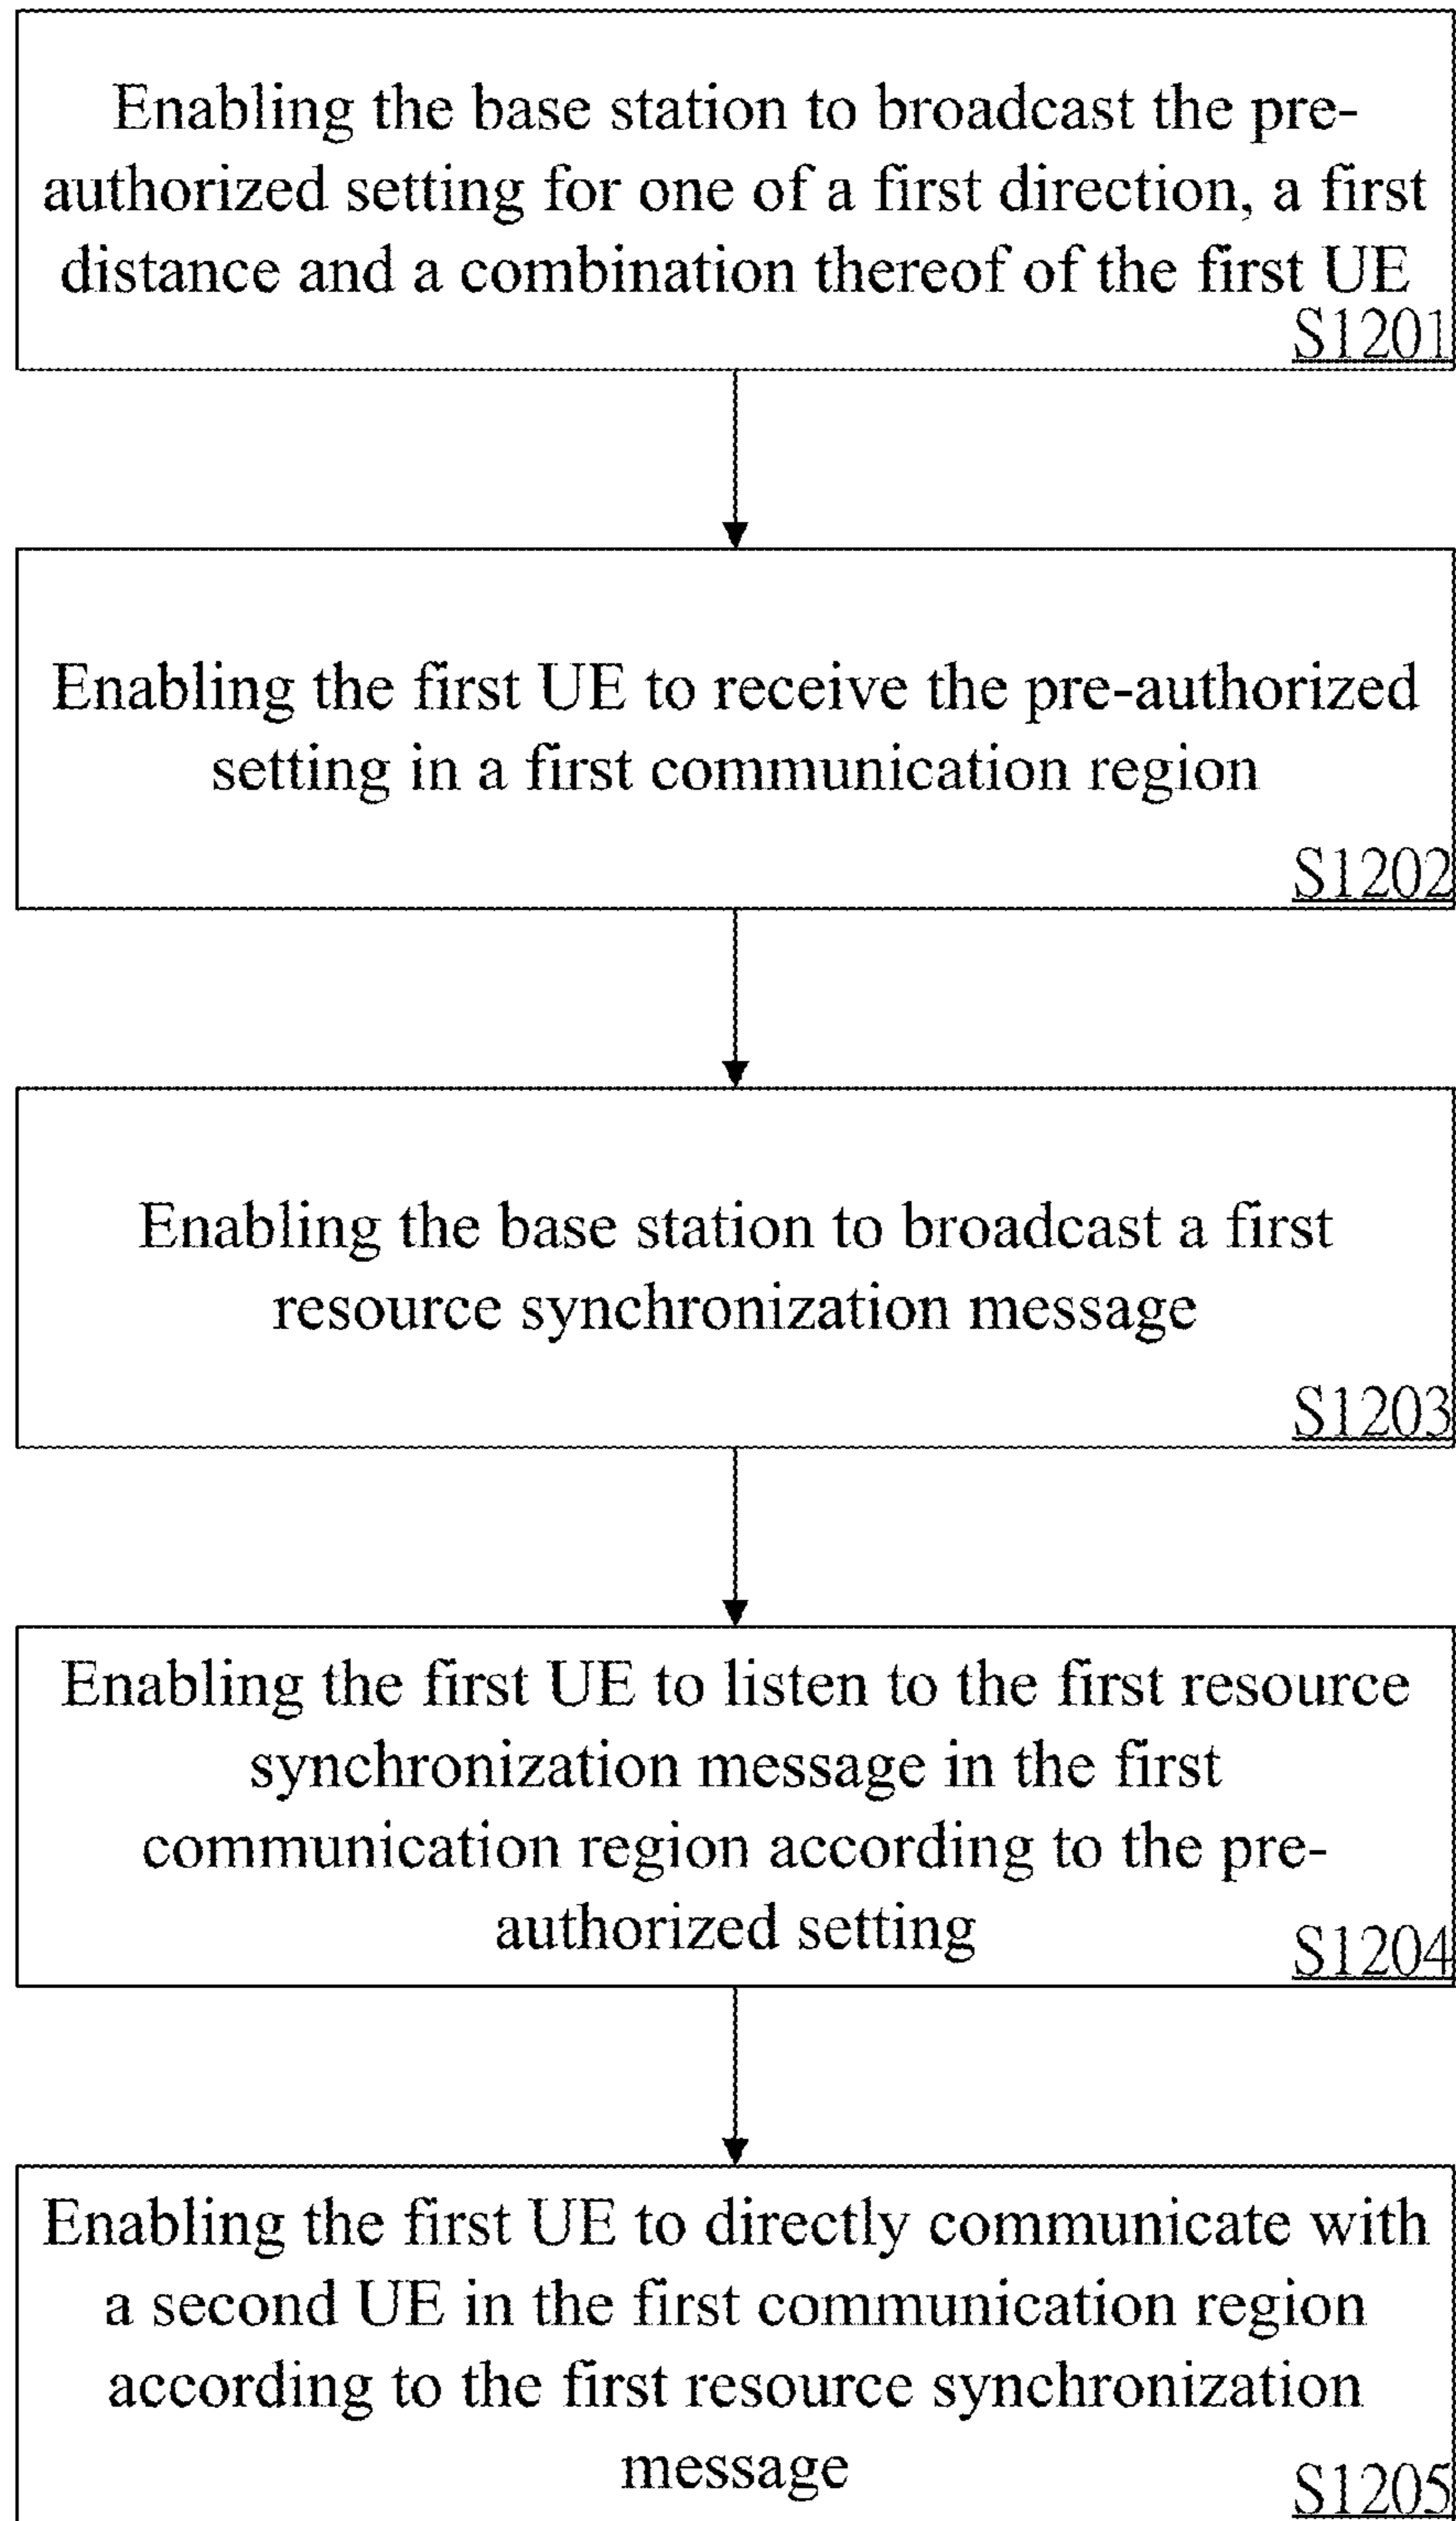 Enabling the base station to broadcast the pre-
authorized setting for one of a first direction, a first
distance and a combination thereof of the first UE
S1201
Enabling the first UE to receive the pre-authorized
setting in a first communication region
S1202
Enabling the base station to broadcast a first
resource synchronization message
S1203
Enabling the first UE to listen to the first resource
synchronization message in the first
communication region according to the pre-
authorized setting
S1204
Enabling the first UE to directly communicate with
a second UE in the first communication region
according to the first resource synchronization
message
S1205